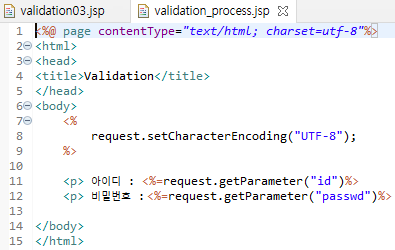 validation03.jsp validation_process.jsp
1 <%@ page contentType="text/html; charset=utf-8"%>
2 <html>
3 <head>
4 <title>Validation</title>
5 </head>
6 <body>
7 <%
8 request.setCharacterEncoding("UTF-8");
9 %>
10
11 <p> 아이디 : <%=request.getParameter("id")%>
12 <p> 비밀번호 :<%=request.getParameter("passwd")%>
13
14 </body>
15 </html>